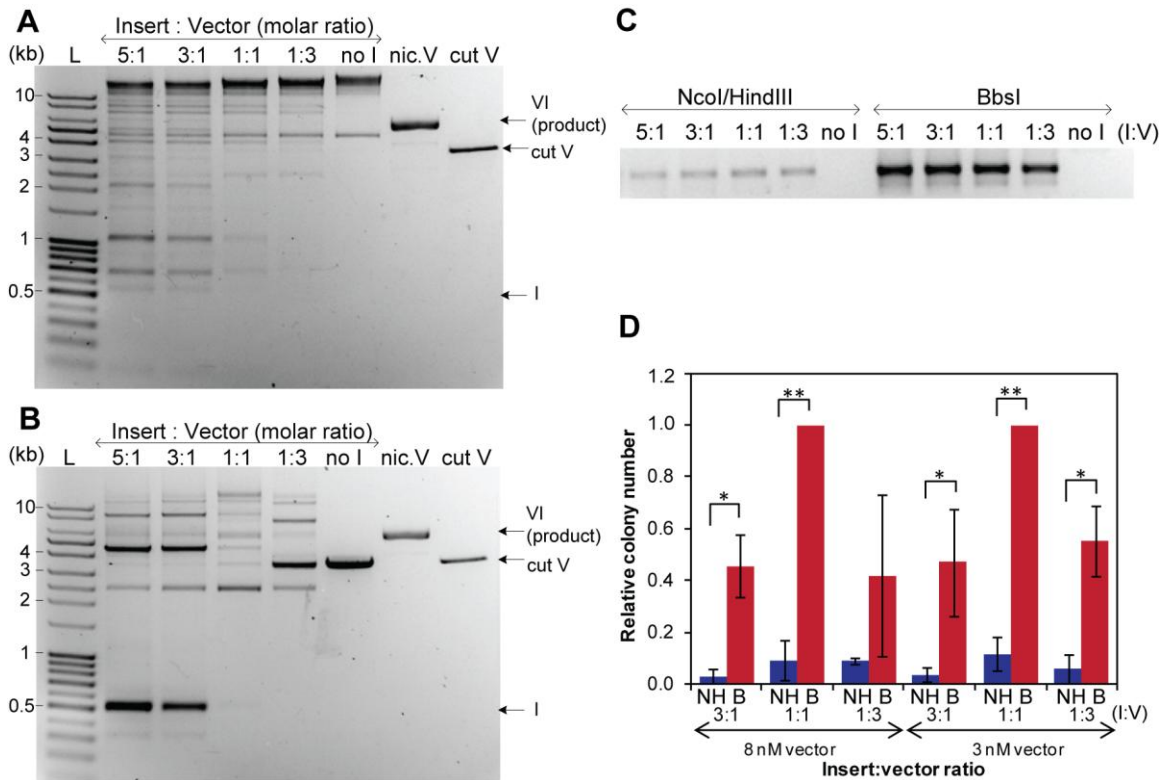 A
Insert : Vector (molar ratio)
(kb) L 5:1 3:1 1:1 1:3 no I nic.V cut V
10
4
3
2
1
0.5
VI
(product)
cut V
I
B
Insert : Vector (molar ratio)
(kb) L 5:1 3:1 1:1 1:3 no I nic.V cut V
10
4
3
2
1
0.5
VI
(product)
cut V
I
C
NcoI/HindIII BbsI
5:1 3:1 1:1 1:3 no I 5:1 3:1 1:1 1:3 no I (I:V)
D
Relative colony number
1.2
1.0
0.8
0.6
0.4
0.2
0.0
* ** * ** *
NH B NH B NH B NH B NH B NH B
3:1 1:1 1:3 3:1 1:1 1:3 (I:V)
8 nM vector 3 nM vector
Insert:vector ratio